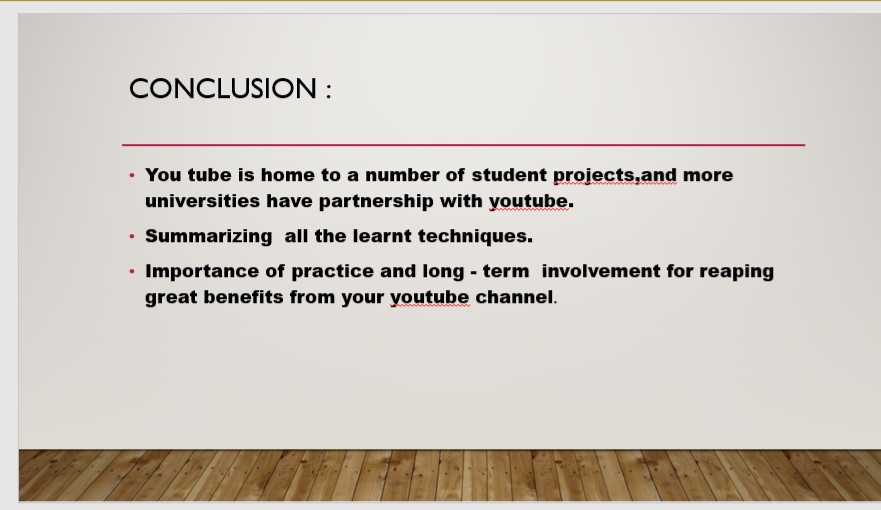 CONCLUSION :
• You tube is home to a number of student projects,and more
universities have partnership with youtube.
• Summarizing  all the learnt techniques.
• Importance of practice and long - term  involvement for reaping
great benefits from your youtube channel.